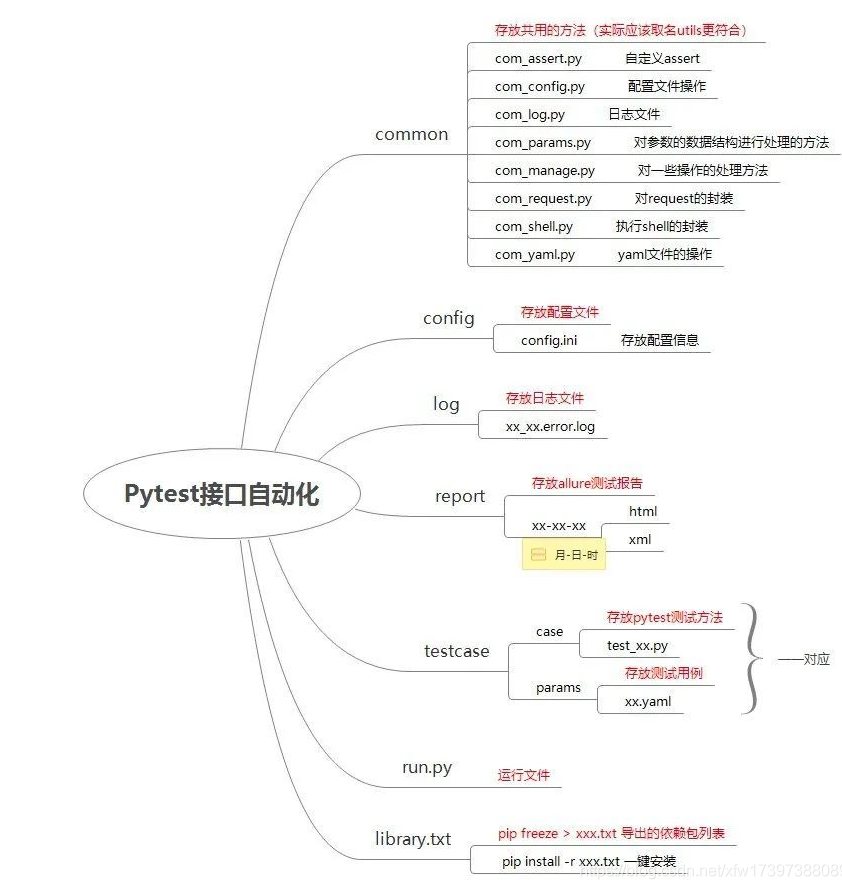 存放共用的方法（实际应该取名utils更符合）
com_assert.py 自定义assert
com_config.py 配置文件操作
com_log.py 日志文件
common
com_params.py 对参数的数据结构进行处理的方法
com_manage.py 对一些操作的处理方法
com_request.py 对request的封装
com_shell.py 执行shell的封装
com_yaml.py yaml文件的操作
config
存放配置文件
config.ini 存放配置信息
log
存放日志文件
xx_xx.error.log
Pytest接口自动化
report
存放allure测试报告
xx-xx-xx
html
xml
月-日-时
testcase
case
存放pytest测试方法
test_xx.py
params
存放测试用例
xx.yaml
一一对应
run.py
运行文件
library.txt
pip freeze > xxx.txt 导出的依赖包列表
pip install -r xxx.txt 一键安装